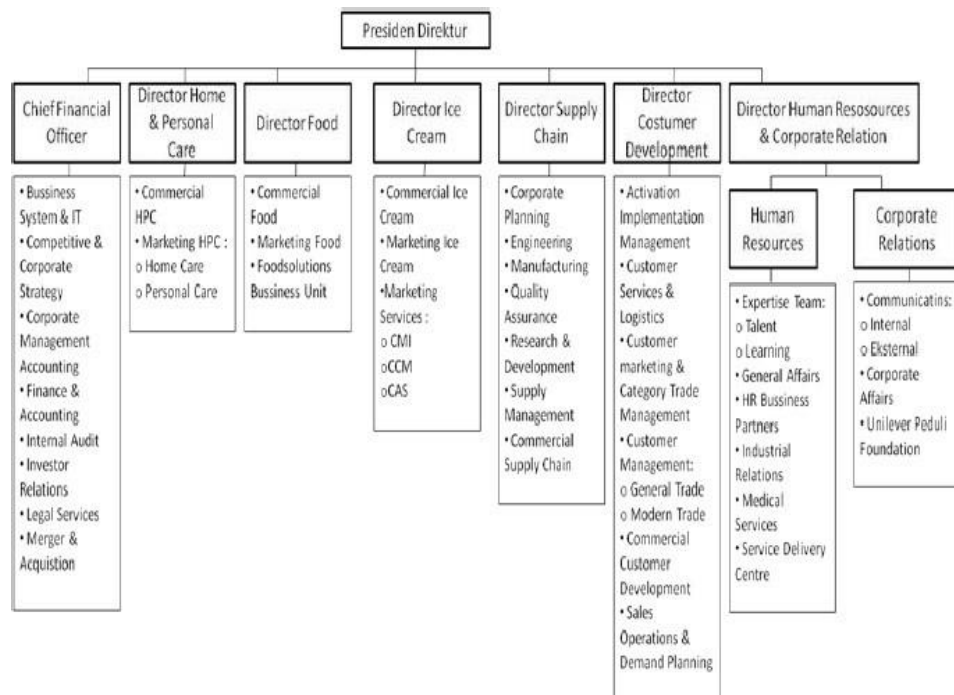 Presiden Direktur
Chief Financial
Officer
• Bussiness
System & IT
• Competitive &
Corporate
Strategy
• Corporate
Management
Accounting
• Finance &
Accounting
• Internal Audit
• Investor
Relations
• Legal Services
• Merger &
Acquistion
Director Home
& Personal
Care
• Commercial
HPC
• Marketing HPC :
o Home Care
o Personal Care
Director Food
• Commercial
Food
• Marketing Food
• Foodsolutions
Bussiness Unit
Director Ice
Cream
• Commercial Ice
Cream
• Marketing Ice
Cream
•Marketing
Services :
o CMI
oCCM
oCAS
Director Supply
Chain
• Corporate
Planning
• Engineering
• Manufacturing
• Quality
Assurance
• Research &
Development
• Supply
Management
• Commercial
Supply Chain
Director
Costumer
Development
• Activation
Implementation
Management
• Customer
Services &
Logistics
• Customer
marketing &
Category Trade
Management
• Customer
Management:
o General Trade
o Modern Trade
• Commercial
Customer
Development
• Sales
Operations &
Demand Planning
Director Human Resosources
& Corporate Relation
Human
Resources
• Expertise Team:
o Talent
o Learning
• General Affairs
• HR Bussiness
Partners
• Industrial
Relations
• Medical
Services
• Service Delivery
Centre
Corporate
Relations
• Communicatins:
o Internal
o Eksternal
• Corporate
Affairs
• Unilever Peduli
Foundation